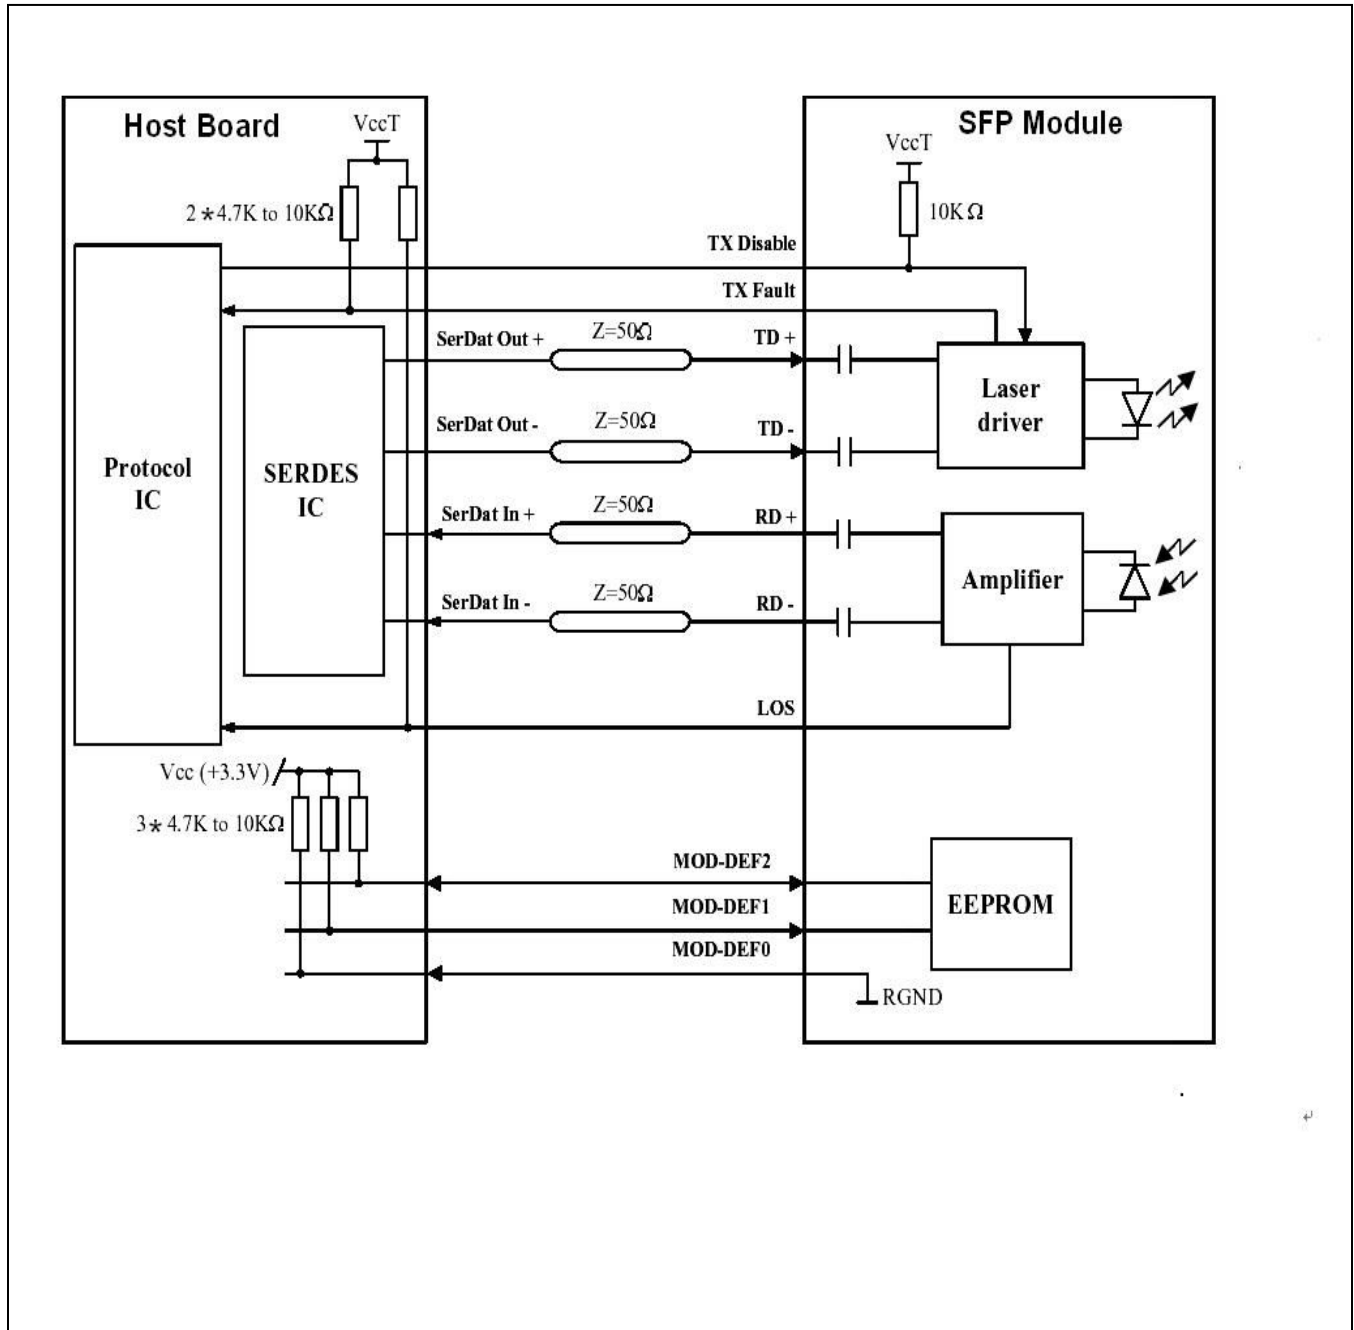 Host Board
VccT
2*4.7K to 10KΩ
SFP Module
VccT
10KΩ
TX Disable
TX Fault
SerDat Out +
Z=50Ω
TD +
SerDat Out -
Z=50Ω
TD -
SerDat In +
Z=50Ω
RD +
SerDat In -
Z=50Ω
RD -
Protocol
IC
SERDES
IC
Laser
driver
Amplifier
LOS
Vcc (+3.3V)
3* 4.7K to 10KΩ
MOD-DEF2
MOD-DEF1
MOD-DEF0
EEPROM
RGND